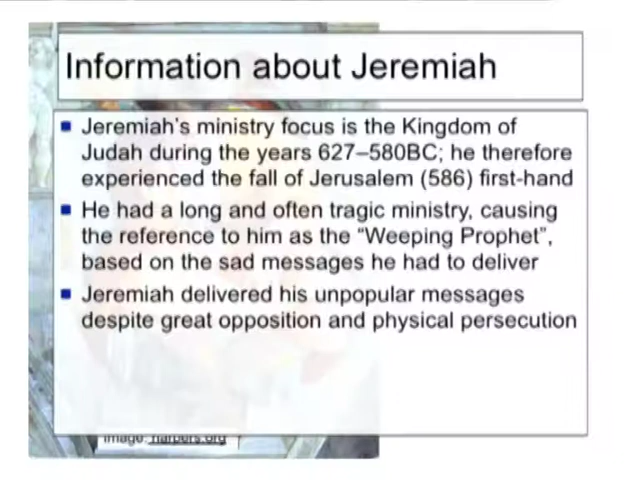 Information about Jeremiah
Jeremiah's ministry focus is the Kingdom of
Judah during the years 627–580BC; he therefore
experienced the fall of Jerusalem (586) first-hand
He had a long and often tragic ministry, causing
the reference to him as the “Weeping Prophet”,
based on the sad messages he had to deliver
Jeremiah delivered his unpopular messages
despite great opposition and physical persecution
Image: harpers.org